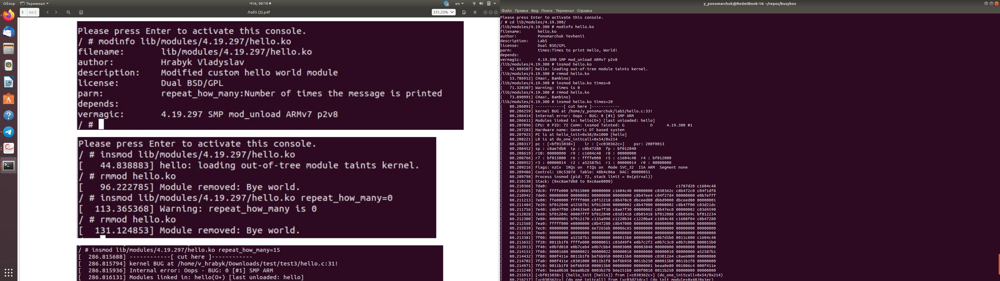 Обзор
Терминал
Чтв, 06:18
en
3 из 5
Лаб5 (2).pdf
231,23%
Please press Enter to activate this console.
/ # modinfo lib/modules/4.19.297/hello.ko
filename: lib/modules/4.19.297/hello.ko
author: Hrabyk Vladyslav
description: Modified custom hello world module
license: Dual BSD/GPL
parm: repeat_how_many:Number of times the message is printed
depends:
vermagic: 4.19.297 SMP mod_unload ARMv7 p2v8
/ #
Please press Enter to activate this console.
/ # insmod lib/modules/4.19.297/hello.ko
[ 44.838883] hello: loading out-of-tree module taints kernel.
/ # rmmod hello.ko
[ 96.222785] Module removed: Bye world.
/ # insmod lib/modules/4.19.297/hello.ko repeat_how_many=0
[ 113.365368] Warning: repeat_how_many is 0
/ # rmmod hello.ko
[ 131.124853] Module removed: Bye world.
/ # insmod lib/modules/4.19.297/hello.ko repeat_how_many=15
[ 286.815688] ------------[ cut here ]------------
[ 286.815794] kernel BUG at /home/v_hrabyk/Downloads/test/test3/hello.c:31!
[ 286.815936] Internal error: Oops - BUG: 0 [#1] SMP ARM
[ 286.816131] Modules linked in: hello(O+) [last unloaded: hello]
y_ponomarchuk@RedmiBook-14: ~/repos/busybox
Файл Правка Вид Поиск Терминал Справка
Please press Enter to activate this console.
/ # cd lib/modules/4.19.300/
/lib/modules/4.19.300 # modinfo hello.ko
filename: hello.ko
author: Ponomarchuk Yevhenii
description: Lab5
license: Dual BSD/GPL
parm: times:Times to print Hello, World!
depends:
vermagic: 4.19.300 SMP mod_unload ARMv7 p2v8
/lib/modules/4.19.300 # insmod hello.ko
[ 42.989507] hello: loading out-of-tree module taints kernel.
/lib/modules/4.19.300 # rmmod hello.ko
[ 53.786912] CHao!, Bambino)
/lib/modules/4.19.300 # insmod hello.ko times=0
[ 71.320307] Warning: times is 0
/lib/modules/4.19.300 # rmmod hello.ko
[ 73.890991] CHao!, Bambino)
/lib/modules/4.19.300 # insmod hello.ko times=20
[ 80.206091] ------------[ cut here ]------------
[ 80.206259] kernel BUG at /home/y_ponomarchuk/lab5/hello.c:33!
[ 80.206414] Internal error: Oops - BUG: 0 [#1] SMP ARM
[ 80.206611] Modules linked in: hello(O+) [last unloaded: hello]
[ 80.207096] CPU: 0 PID: 72 Comm: insmod Tainted: G O 4.19.300 #1
[ 80.207283] Hardware name: Generic DT based system
[ 80.207925] PC is at hello_init+0x38/0x1000 [hello]
[ 80.208221] LR is at do_one_initcall+0x54/0x214
[ 80.208317] pc : [<bf015038>] lr : [<c030362c>] psr: 200f0013
[ 80.208452] sp : c8ae7db8 ip : c8b47280 fp : bf012040
[ 80.208619] r10: 00000000 r9 : c1604c48 r8 : 00000000
[ 80.208766] r7 : bf015000 r6 : ffffe000 r5 : c1604c48 r4 : bf012000
[ 80.208952] r3 : 00000014 r2 : a52587b1 r1 : 00000014 r0 : 00000000
[ 80.209216] Flags: nzCv IRQs on FIQs on Mode SVC_32 ISA ARM Segment none
[ 80.209486] Control: 10c5387d Table: 48b4c06a DAC: 00000051
[ 80.209798] Process insmod (pid: 72, stack limit = 0x(ptrval))
[ 80.210138] Stack: (0xc8ae7db8 to 0xc8ae8000)
[ 80.210366] 7da0: c1787d20 c1604c48
[ 80.210665] 7dc0: ffffe000 bf015000 00000000 c1604c48 00000000 c030362c c8b472c0 c04f1df8
[ 80.210942] 7de0: 00000000 00000002 00000000 00000000 c8b47ee4 c04f27d4 00000000 e0b7efff
[ 80.211213] 7e00: ffe00000 fffff000 c0f12218 c8b478c0 dbceed80 dbbd9000 dbceed80 00000001
[ 80.211484] 7e20: bf012040 a52587b1 bf012040 00000002 c8b47000 00000002 c8b47f00 c03d21dc
[ 80.211756] 7e40: c8b47f00 c04633e0 c8ae7f30 c8ae7f30 00000002 c8b47ec0 00000002 c03d4590
[ 80.212028] 7e60: bf01204c 00007fff bf012040 c03d1418 c8b05418 bf012088 c8b0569c bf012234
[ 80.212300] 7e80: 00000001 bf012170 c135a998 c1220b34 c1220ba4 c1604c48 c1608f04 c8b47280
[ 80.212568] 7ea0: fffff000 e0800000 c8b47280 c8b47000 00000000 00000000 00000000 00000000
[ 80.212839] 7ec0: 00000000 00000000 6e72656b 00006c65 00000000 00000000 00000000 00000000
[ 80.213110] 7ee0: 00000000 00000000 00000000 00000000 00000000 00000000 00000000 00000000
[ 80.213381] 7f00: 00000000 a52587b1 00000080 000015b0 00000000 e0b7d5b0 0011c800 c1604c48
[ 80.213652] 7f20: 0011b1f8 ffffe000 00000051 c03d49f4 e0b7c2f2 e0b7c3c0 e0b7c000 000015b0
[ 80.213913] 7f40: e0b7d010 e0b7ceb4 e0b7cbb4 00003000 00003040 00000000 00000000 00000000
[ 80.214151] 7f60: 00001688 00000021 00000022 00000018 00000000 00000010 00000000 a52587b1
[ 80.214432] 7f80: 000f411e 0011b1f8 b6f6b950 000015b0 00000080 c0301264 c8ae6000 00000080
[ 80.214702] 7fa0: 000f411e c0301000 0011b1f8 b6f6b950 0011b250 000015b0 0011b1f8 00000000
[ 80.214971] 7fc0: 0011b1f8 b6f6b950 000015b0 00000080 00000001 beaa0e80 001086c4 000f411e
[ 80.215240] 7fe0: beaa0b38 beaa0b28 0003b270 b6e251b0 600f0010 0011b250 00000000 00000000
[ 80.215913] [<bf015038>] (hello_init [hello]) from [<c030362c>] (do_one_initcall+0x54/0x214)
[ 80.216217] [<c030362c>] (do_one_initcall) from [<c03d21dc>] (do_init_module+0x48/0x1ec)